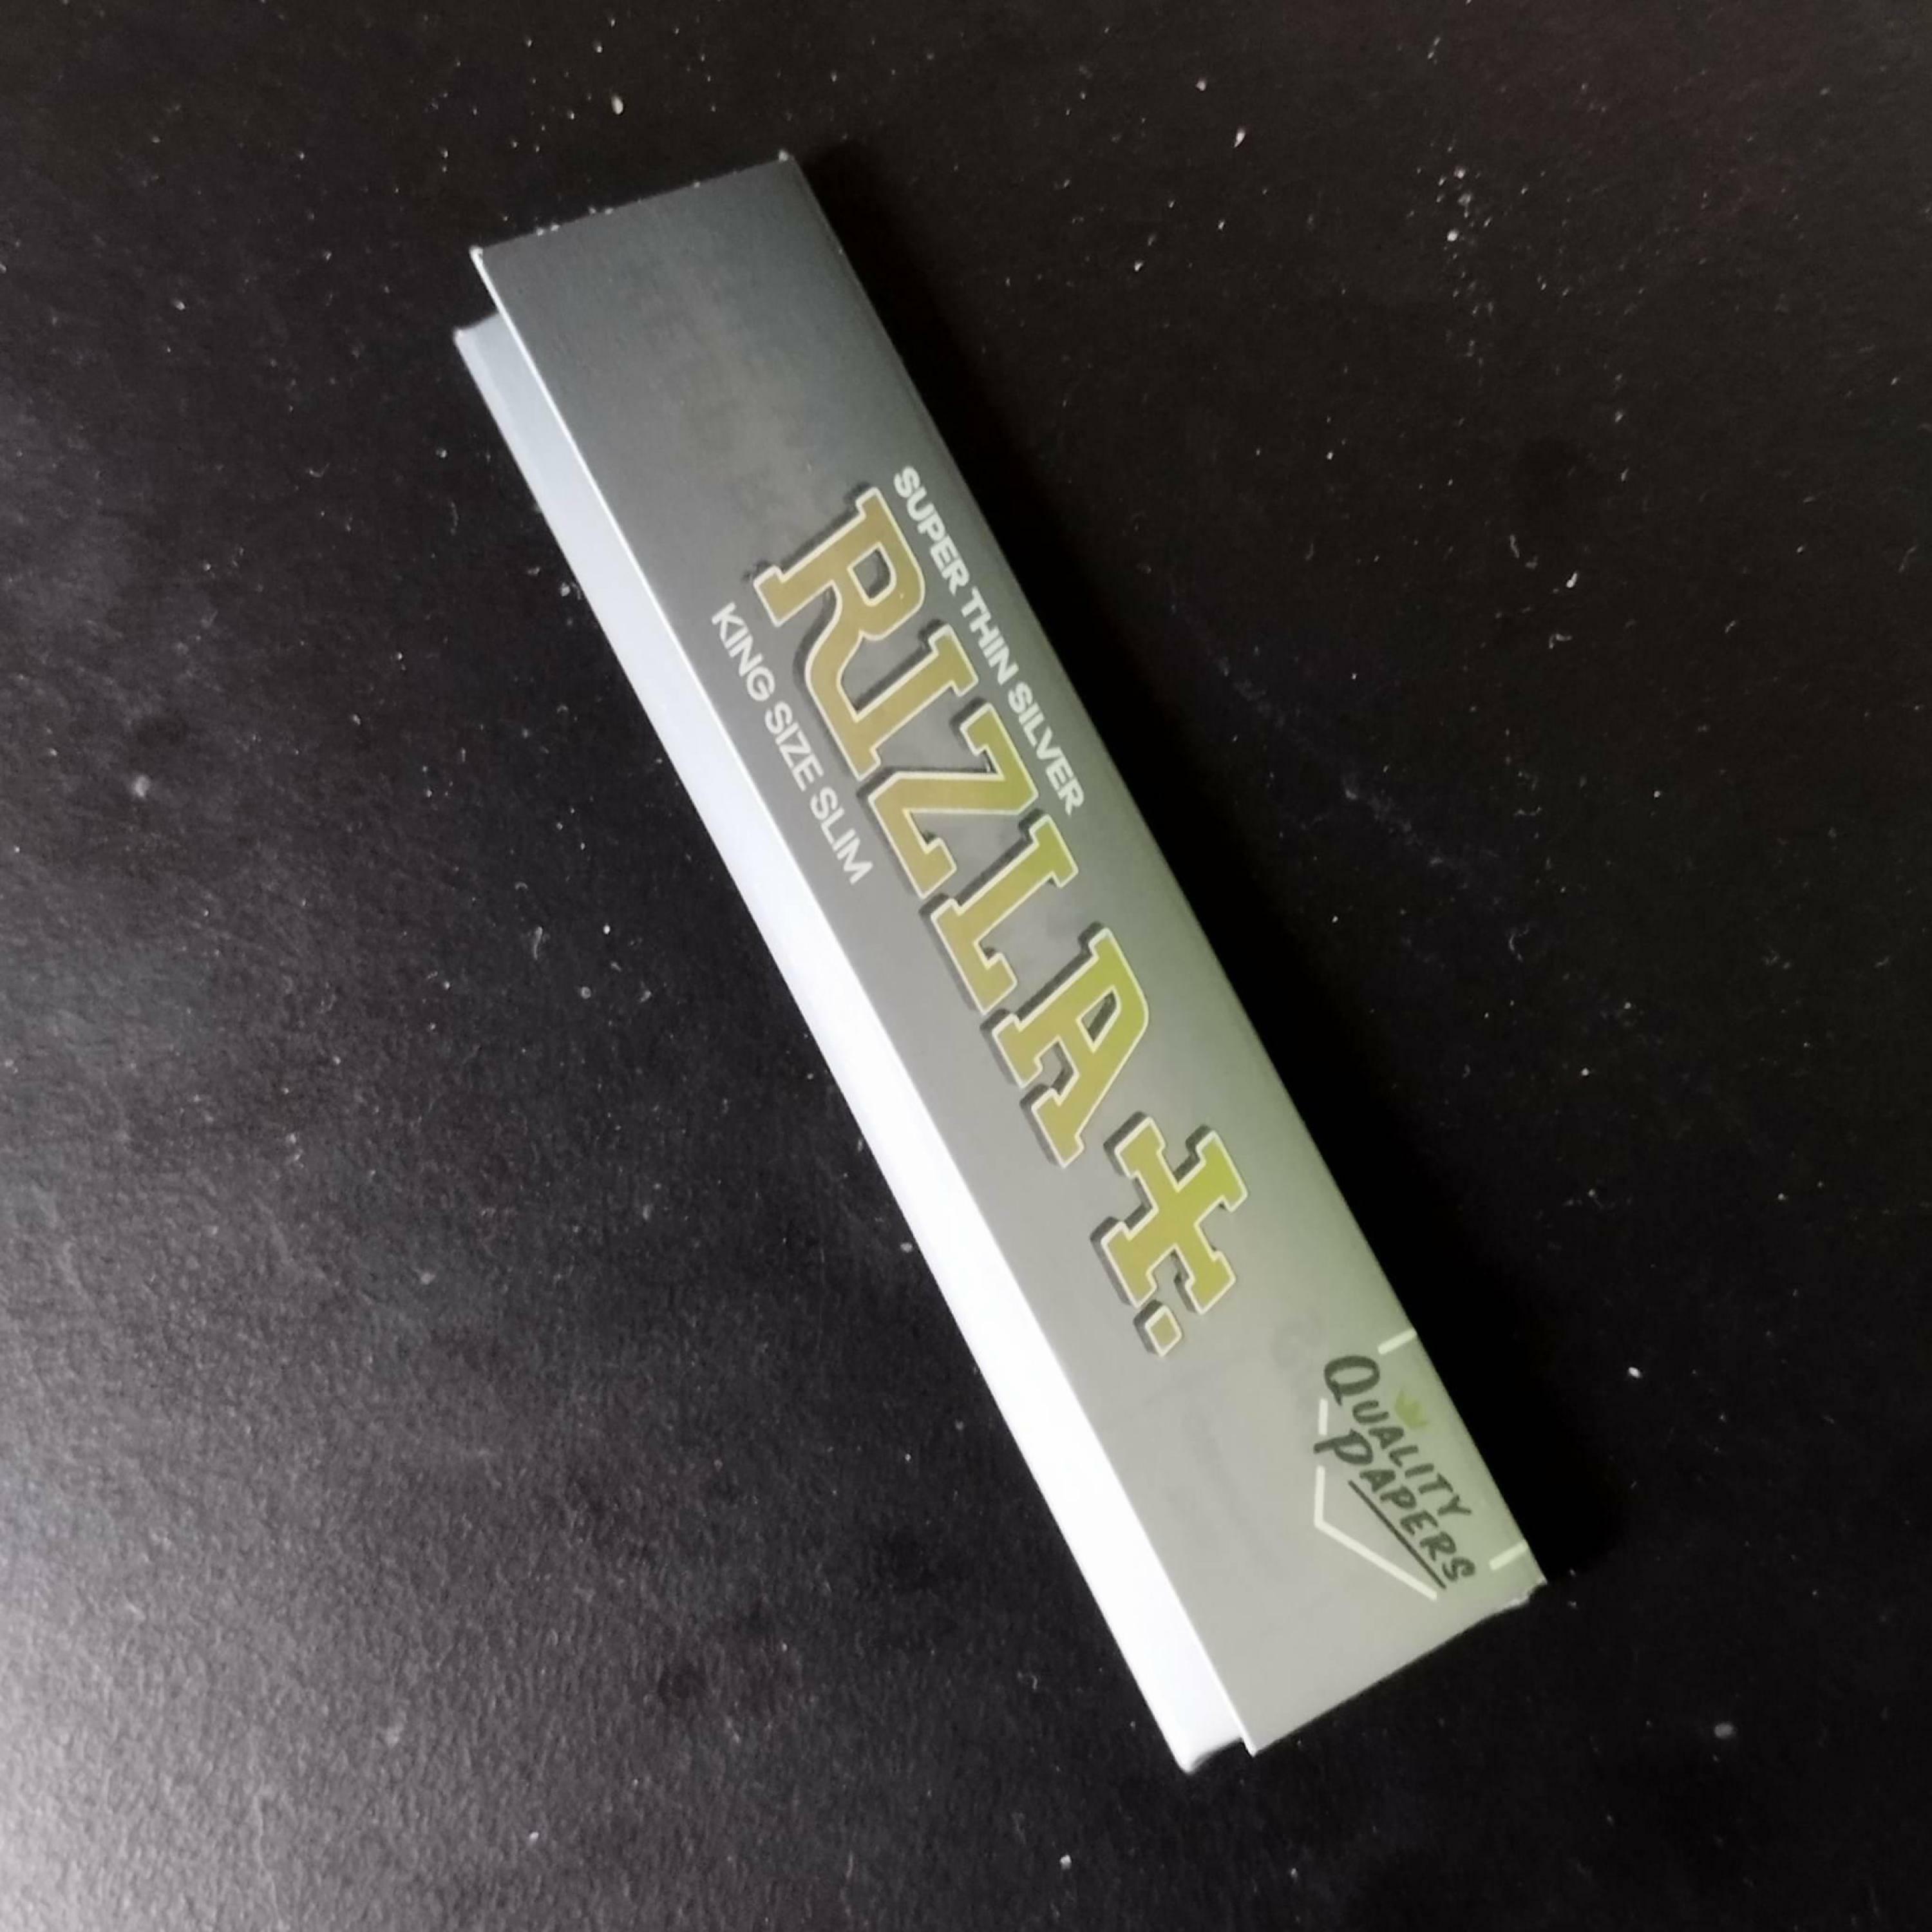 SUPER THIN SILVER
RIZLA+.
KING SIZE SLIM
QUALITY
PAPERS